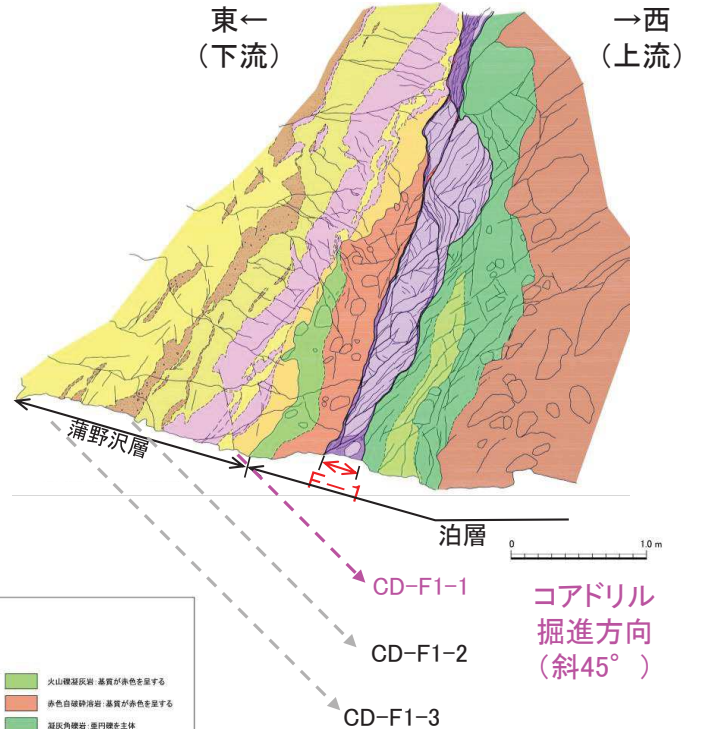 東←
(下流)
→西
(上流)
蒲野沢層
F-1
泊層
0 1.0 m
CD-F1-1
コアドリル
掘進方向
(斜45°)
CD-F1-2
CD-F1-3
火山礫凝灰岩:基質が赤色を呈する
赤色自破砕溶岩:基質が赤色を呈する
凝灰角礫岩:亜円礫を主体